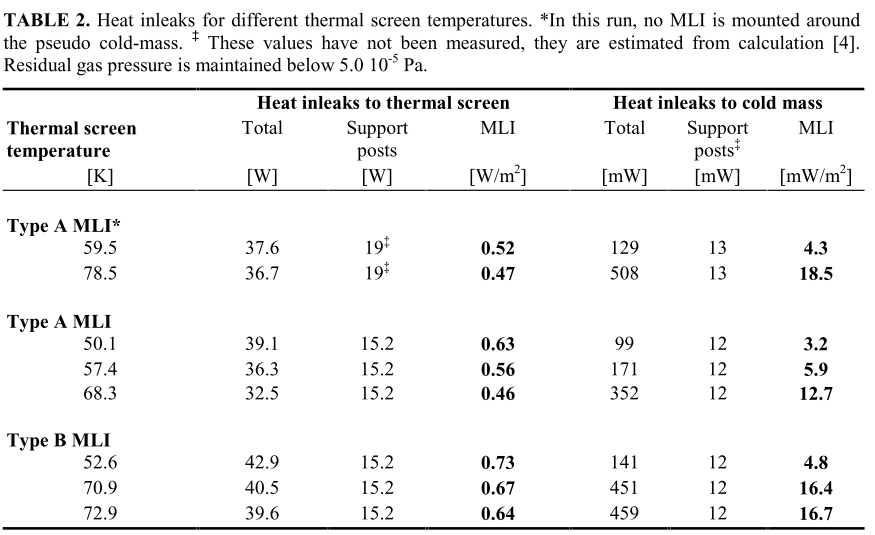 TABLE 2. Heat inleaks for different thermal screen temperatures. *In this run, no MLI is mounted around
the pseudo cold-mass. ‡ These values have not been measured, they are estimated from calculation [4].
Residual gas pressure is maintained below 5.0 10⁻⁵ Pa.
Heat inleaks to thermal screen Heat inleaks to cold mass
Thermal screen Total Support MLI Total Support MLI
temperature posts posts‡
[K] [W] [W] [W/m²] [mW] [mW] [mW/m²]
Type A MLI*
59.5 37.6 19‡ 0.52 129 13 4.3
78.5 36.7 19‡ 0.47 508 13 18.5
Type A MLI
50.1 39.1 15.2 0.63 99 12 3.2
57.4 36.3 15.2 0.56 171 12 5.9
68.3 32.5 15.2 0.46 352 12 12.7
Type B MLI
52.6 42.9 15.2 0.73 141 12 4.8
70.9 40.5 15.2 0.67 451 12 16.4
72.9 39.6 15.2 0.64 459 12 16.7